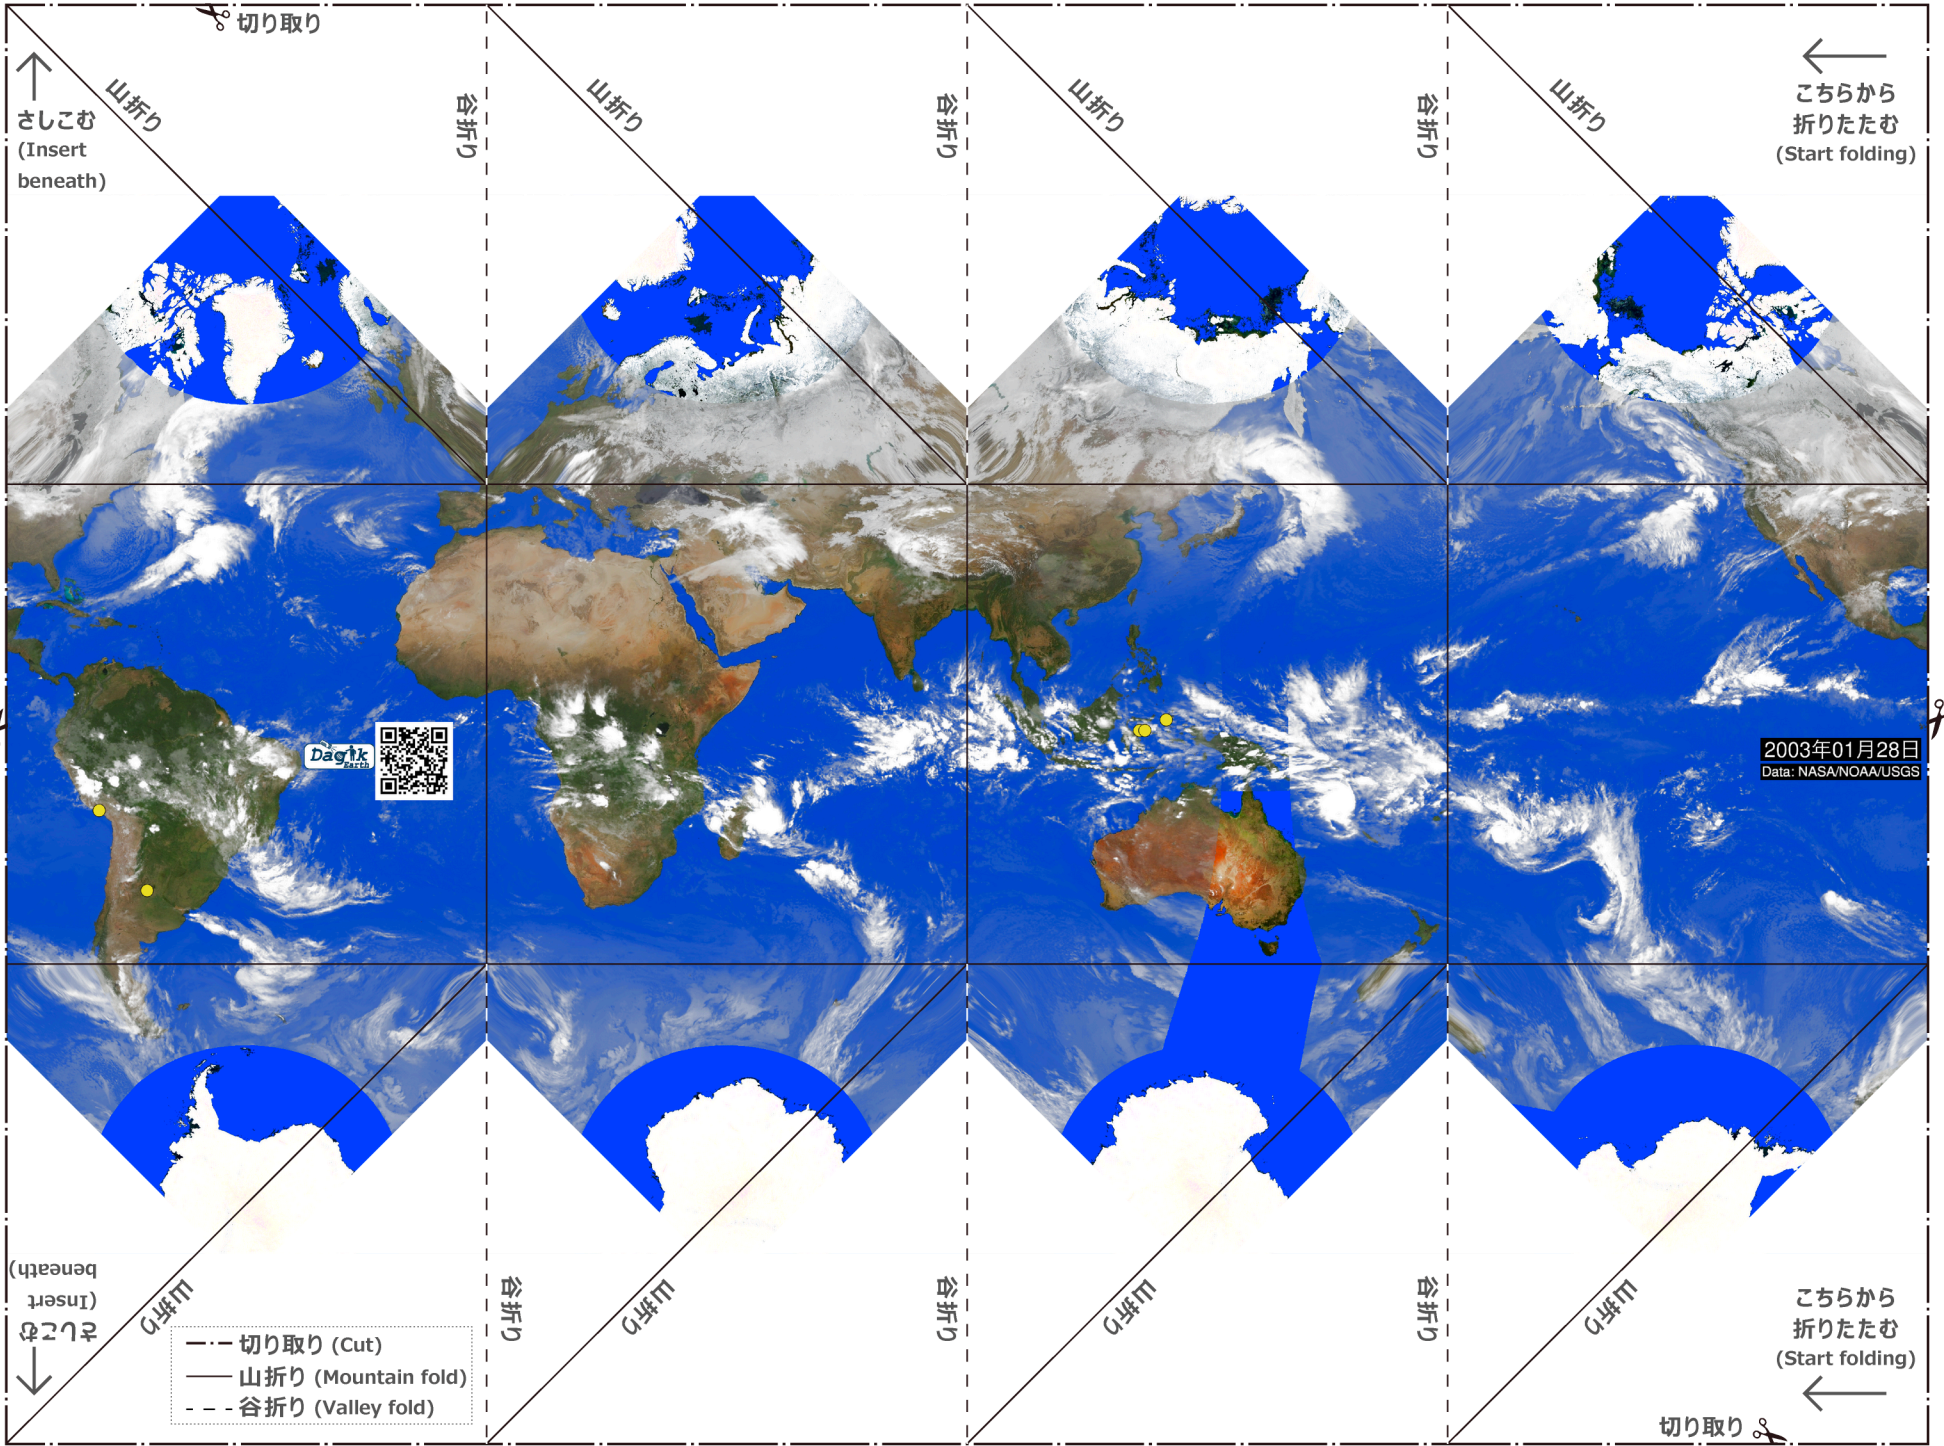 切り取り
山折り
谷折り
山折り
谷折り
山折り
谷折り
山折り
さしこむ
(Insert
beneath)
こちらから
折りたたむ
(Start folding)
Dagik
Earth
2003年01月28日
Data: NASA/NOAA/USGS
さしこむ
(Insert
beneath)
山折り
谷折り
山折り
谷折り
山折り
谷折り
山折り
こちらから
折りたたむ
(Start folding)
切り取り (Cut)
山折り (Mountain fold)
谷折り (Valley fold)
切り取り